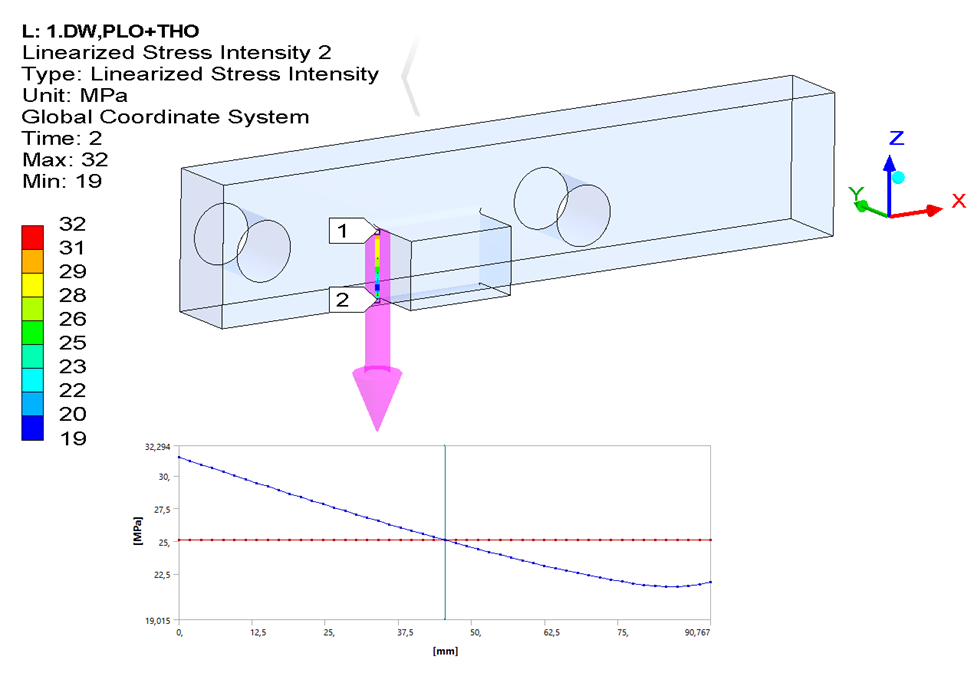 L: 1.DW,PLO+THO
Linearized Stress Intensity 2
Type: Linearized Stress Intensity
Unit: MPa
Global Coordinate System
Time: 2
Max: 32
Min: 19
32
31
29
28
26
25
23
22
20
19
1
2
Z
Y
X
32,294
30,
27,5
25,
22,5
19,015
[MPa]
0,
12,5
25,
37,5
50,
62,5
75,
90,767
[mm]